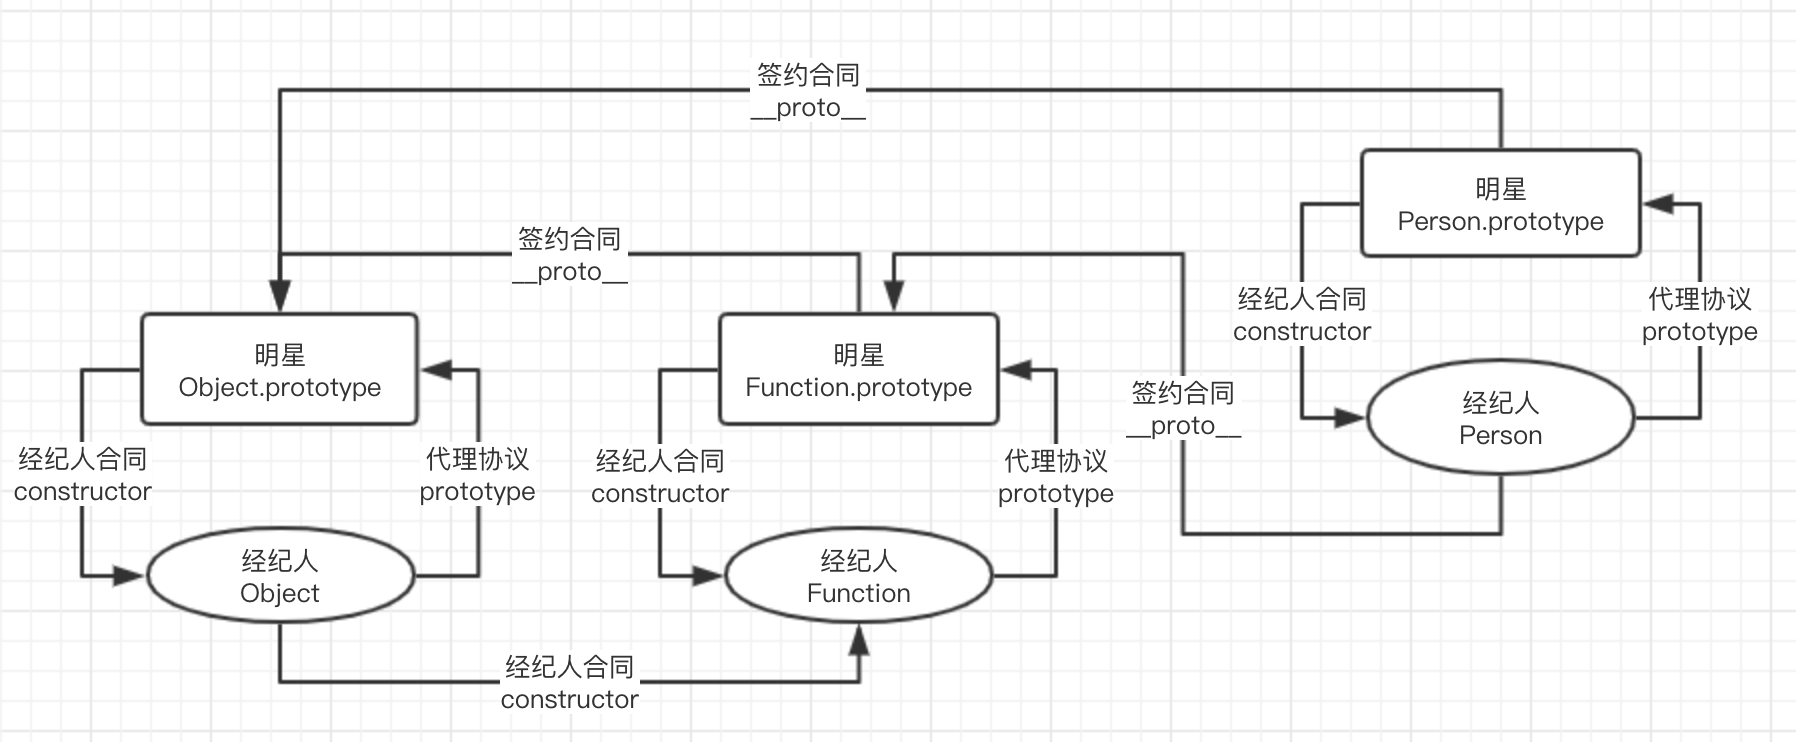 签约合同
__proto__
明星
Person.prototype
签约合同
__proto__
经纪人合同
constructor
代理协议
prototype
明星
Object.prototype
明星
Function.prototype
签约合同
__proto__
经纪人
Person
经纪人合同
constructor
代理协议
prototype
经纪人合同
constructor
代理协议
prototype
经纪人
Object
经纪人
Function
经纪人合同
constructor